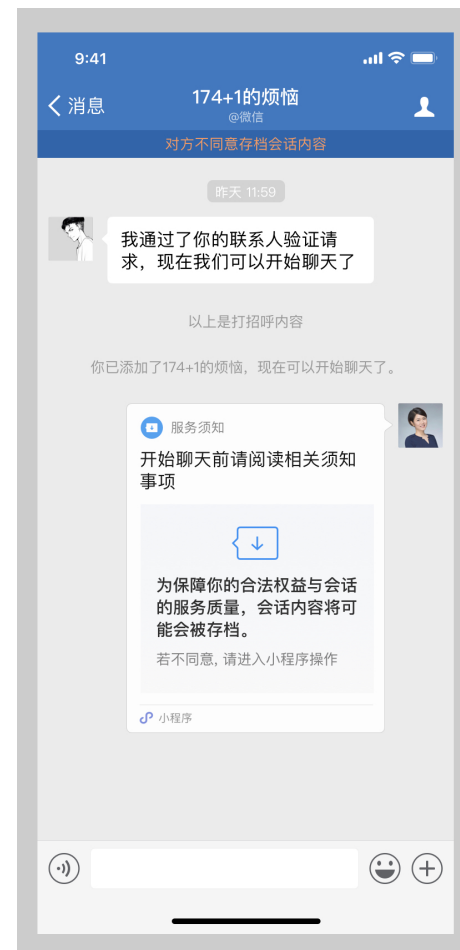 9:41
消息
174+1的烦恼
@微信
对方不同意存档会话内容
昨天 11:59
我通过了你的联系人验证请
求，现在我们可以开始聊天了
以上是打招呼内容
你已添加了174+1的烦恼，现在可以开始聊天了。
服务须知
开始聊天前请阅读相关须知
事项
为保障你的合法权益与会话
的服务质量，会话内容将可
能会被存档。
若不同意, 请进入小程序操作
小程序